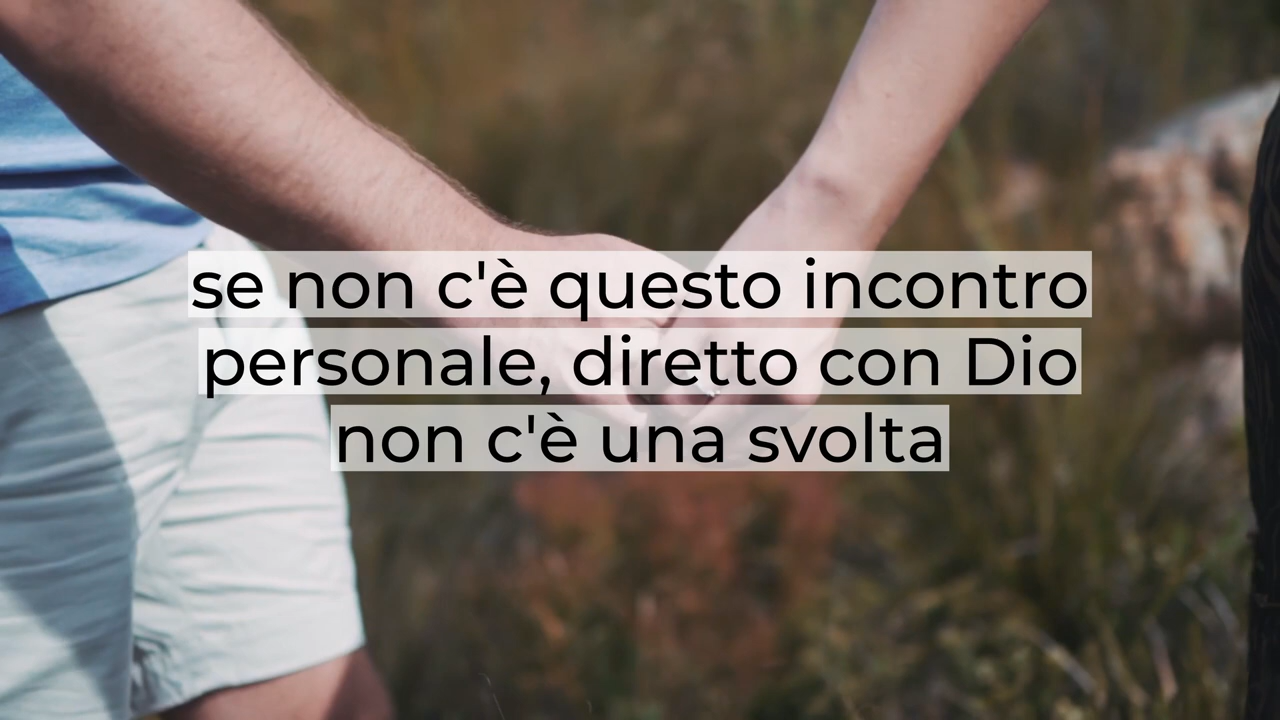 se non c'è questo incontro
personale, diretto con Dio
non c'è una svolta